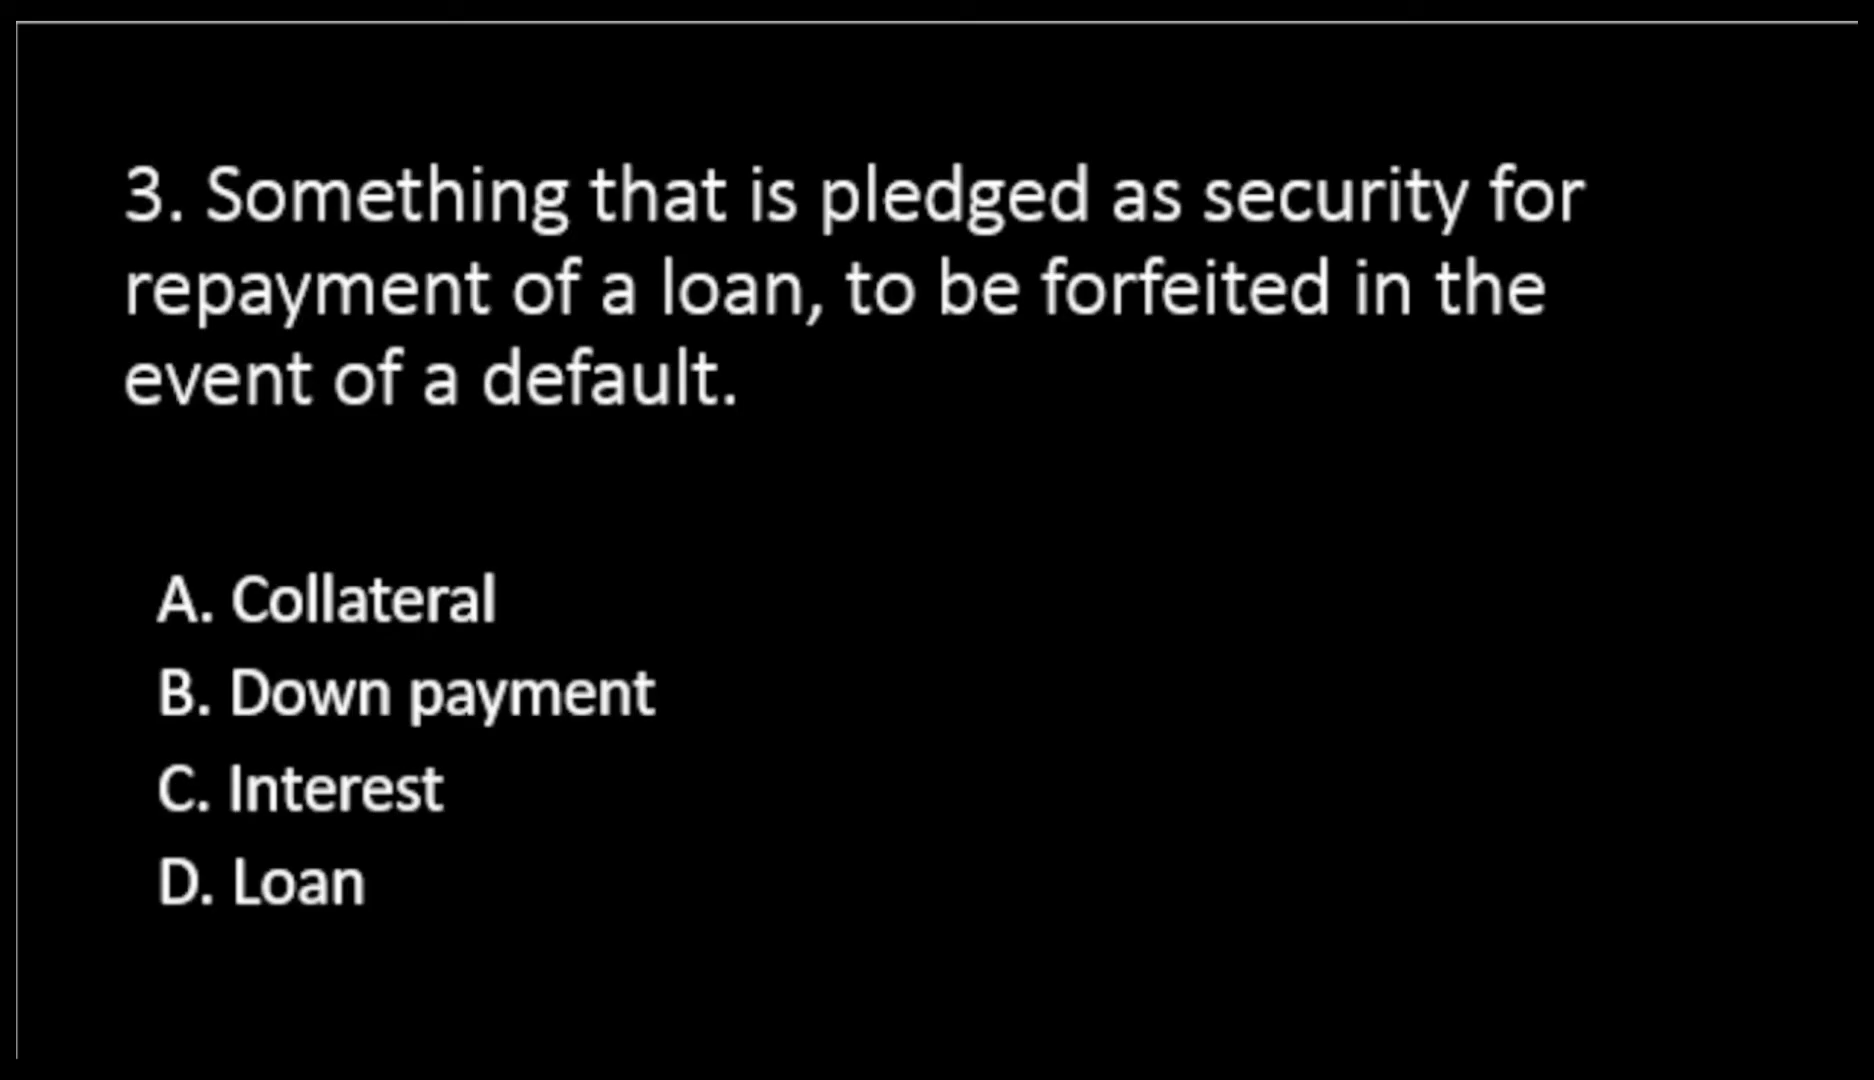 3. Something that is pledged as security for
repayment of a loan, to be forfeited in the
event of a default.
A. Collateral
B. Down payment
C. Interest
D. Loan